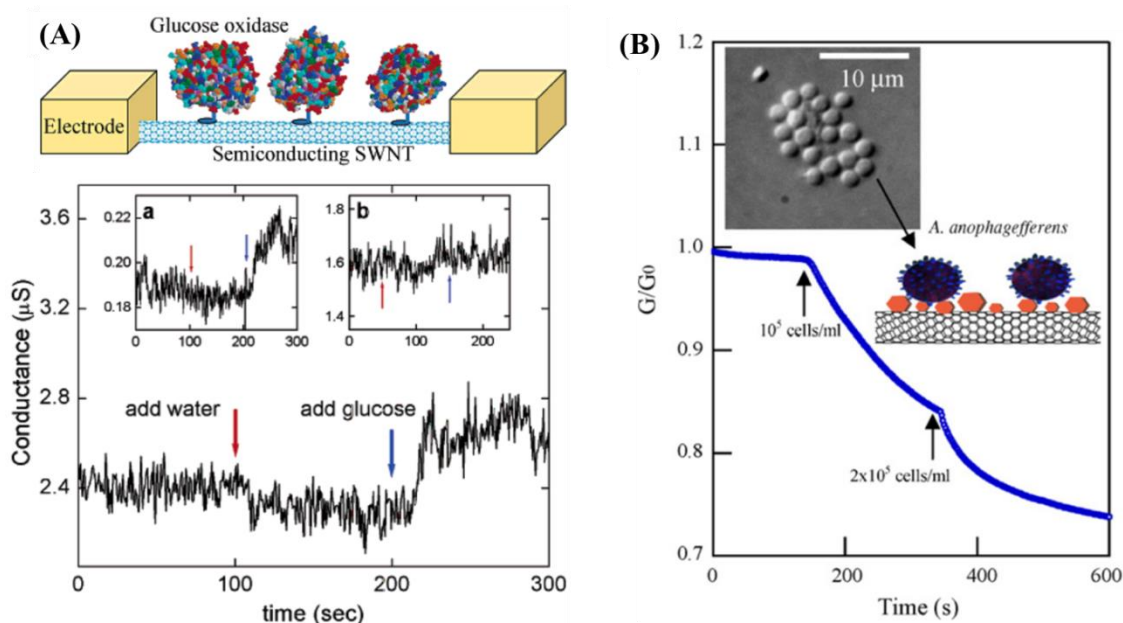 (A)
Glucose oxidase
Electrode
Semiconducting SWNT
3.6
3.2
2.8
2.4
Conductance (μS)
a
0.22
0.20
0.18
0 100 200 300
b
1.8
1.6
1.4
0 100 200
add water
add glucose
0 100 200 300
time (sec)
(B)
1.2
1.1
1.0
0.9
0.8
0.7
G/G0
10 μm
A. anophagefferens
10⁵ cells/ml
2x10⁵ cells/ml
0 200 400 600
Time (s)